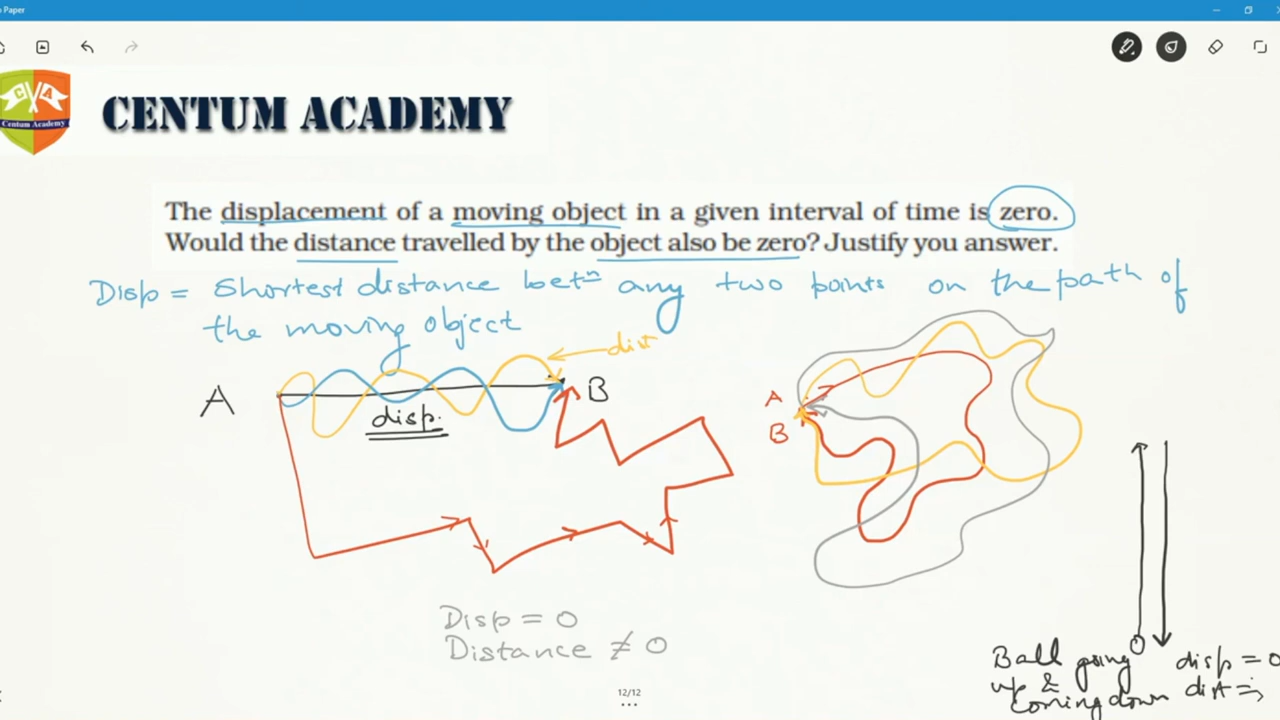 Paper
CENTUM ACADEMY
C A
Centum Academy
The displacement of a moving object in a given interval of time is zero.
Would the distance travelled by the object also be zero? Justify you answer.
Disp = Shortest distance betn any two points on the path of
the moving object
dist
A
B
disp.
A
B
Disp = 0
Distance ≠ 0
Ball going
up &
coming down
disp = 0
dist =
12/12